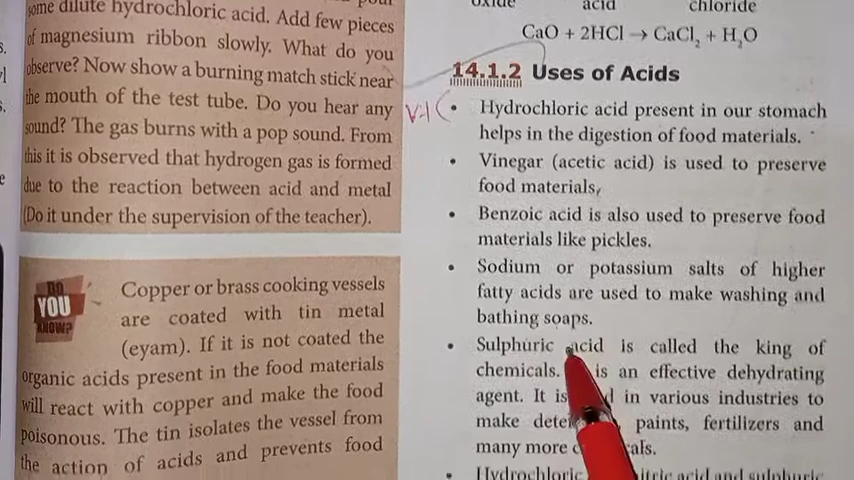 some dilute hydrochloric acid. Add few pieces
of magnesium ribbon slowly. What do you
observe? Now show a burning match stick near
the mouth of the test tube. Do you hear any
sound? The gas burns with a pop sound. From
this it is observed that hydrogen gas is formed
due to the reaction between acid and metal
(Do it under the supervision of the teacher).
DO
YOU
KNOW?
Copper or brass cooking vessels
are coated with tin metal
(eyam). If it is not coated the
organic acids present in the food materials
will react with copper and make the food
poisonous. The tin isolates the vessel from
the action of acids and prevents food
oxide acid chloride
CaO + 2HCl → CaCl₂ + H₂O
14.1.2 Uses of Acids
• Hydrochloric acid present in our stomach
helps in the digestion of food materials.
• Vinegar (acetic acid) is used to preserve
food materials,
• Benzoic acid is also used to preserve food
materials like pickles.
• Sodium or potassium salts of higher
fatty acids are used to make washing and
bathing soaps.
• Sulphuric acid is called the king of
chemicals. is an effective dehydrating
agent. It is in various industries to
make paints, fertilizers and
many more
• Hydrochloric acid and sulphuric